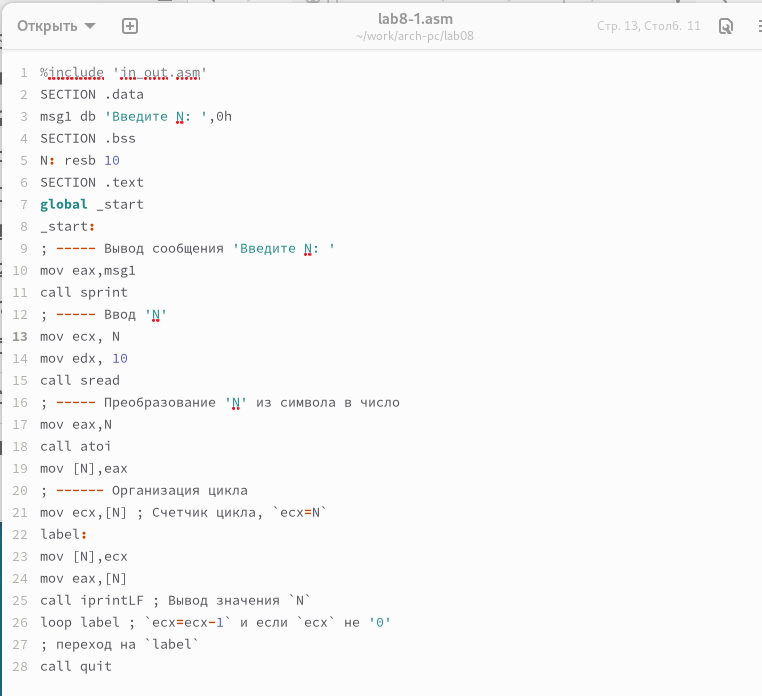 Открыть
lab8-1.asm
~/work/arch-pc/lab08
Стр. 13, Столб. 11
1 %include 'in_out.asm'
2 SECTION .data
3 msg1 db 'Введите N: ',0h
4 SECTION .bss
5 N: resb 10
6 SECTION .text
7 global _start
8 _start:
9 ; ----- Вывод сообщения 'Введите N: '
10 mov eax,msg1
11 call sprint
12 ; ----- Ввод 'N'
13 mov ecx, N
14 mov edx, 10
15 call sread
16 ; ----- Преобразование 'N' из символа в число
17 mov eax,N
18 call atoi
19 mov [N],eax
20 ; ------ Организация цикла
21 mov ecx,[N] ; Счетчик цикла, `ecx=N`
22 label:
23 mov [N],ecx
24 mov eax,[N]
25 call iprintLF ; Вывод значения `N`
26 loop label ; `ecx=ecx-1` и если `ecx` не '0'
27 ; переход на `label`
28 call quit